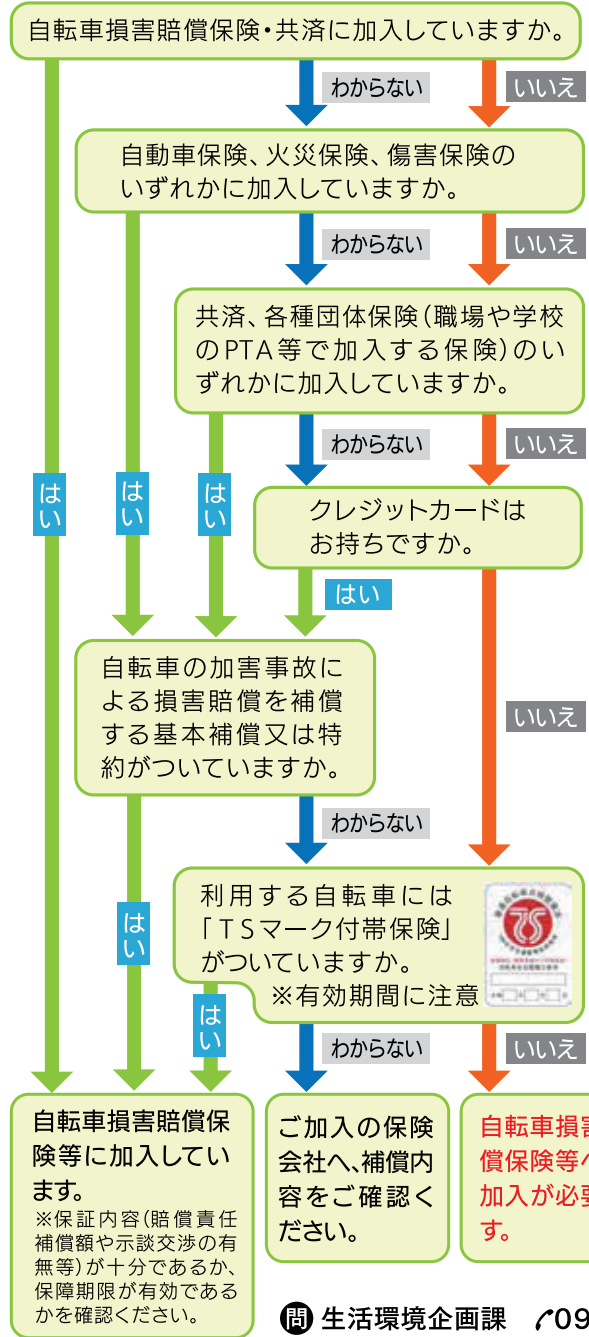 自転車損害賠償保険・共済に加入していますか。
わからない
いいえ
自動車保険、火災保険、傷害保険の
いずれかに加入していますか。
わからない
いいえ
共済、各種団体保険(職場や学校
のPTA等で加入する保険)のい
ずれかに加入していますか。
わからない
いいえ
はい
はい
はい
クレジットカードは
お持ちですか。
はい
自転車の加害事故に
よる損害賠償を補償
する基本補償又は特
約がついていますか。
いいえ
わからない
はい
利用する自転車には
「TSマーク付帯保険」
がついていますか。
※有効期間に注意
TS
はい
わからない
いいえ
自転車損害賠償保
険等に加入してい
ます。
※保証内容(賠償責任
補償額や示談交渉の有
無等)が十分であるか、
保障期限が有効である
かを確認ください。
ご加入の保険
会社へ、補償内
容をご確認く
ださい。
自転車損
償保険等
加入が必
す。
問 生活環境企画課 09